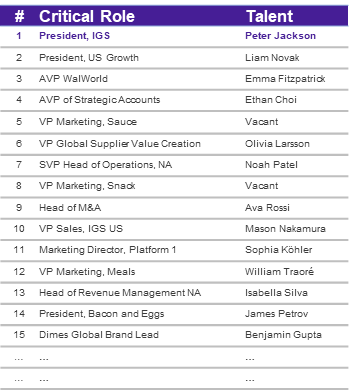 # Critical Role Talent
1 President, IGS Peter Jackson
2 President, US Growth Liam Novak
3 AVP WalWorld Emma Fitzpatrick
4 AVP of Strategic Accounts Ethan Choi
5 VP Marketing, Sauce Vacant
6 VP Global Supplier Value Creation Olivia Larsson
7 SVP Head of Operations, NA Noah Patel
8 VP Marketing, Snack Vacant
9 Head of M&A Ava Rossi
10 VP Sales, IGS US Mason Nakamura
11 Marketing Director, Platform 1 Sophia Köhler
12 VP Marketing, Meals William Traoré
13 Head of Revenue Management NA Isabella Silva
14 President, Bacon and Eggs James Petrov
15 Dimes Global Brand Lead Benjamin Gupta
... ... ...
... ... ...